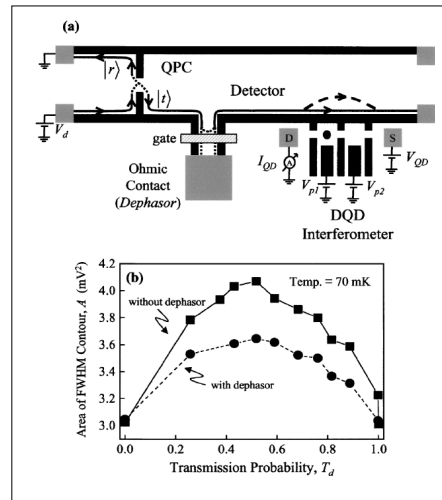 (a)
QPC
|r⟩
|t⟩
Detector
V_d
gate
D
S
I_QD
A
V_QD
Ohmic
Contact
(Dephasor)
V_p1
V_p2
DQD
Interferometer
(b)
Temp. = 70 mK
4.2
4.0
3.8
3.6
3.4
3.2
3.0
Area of FWHM Contour, A (mV²)
without dephasor
with dephasor
0.0 0.2 0.4 0.6 0.8 1.0
Transmission Probability, T_d